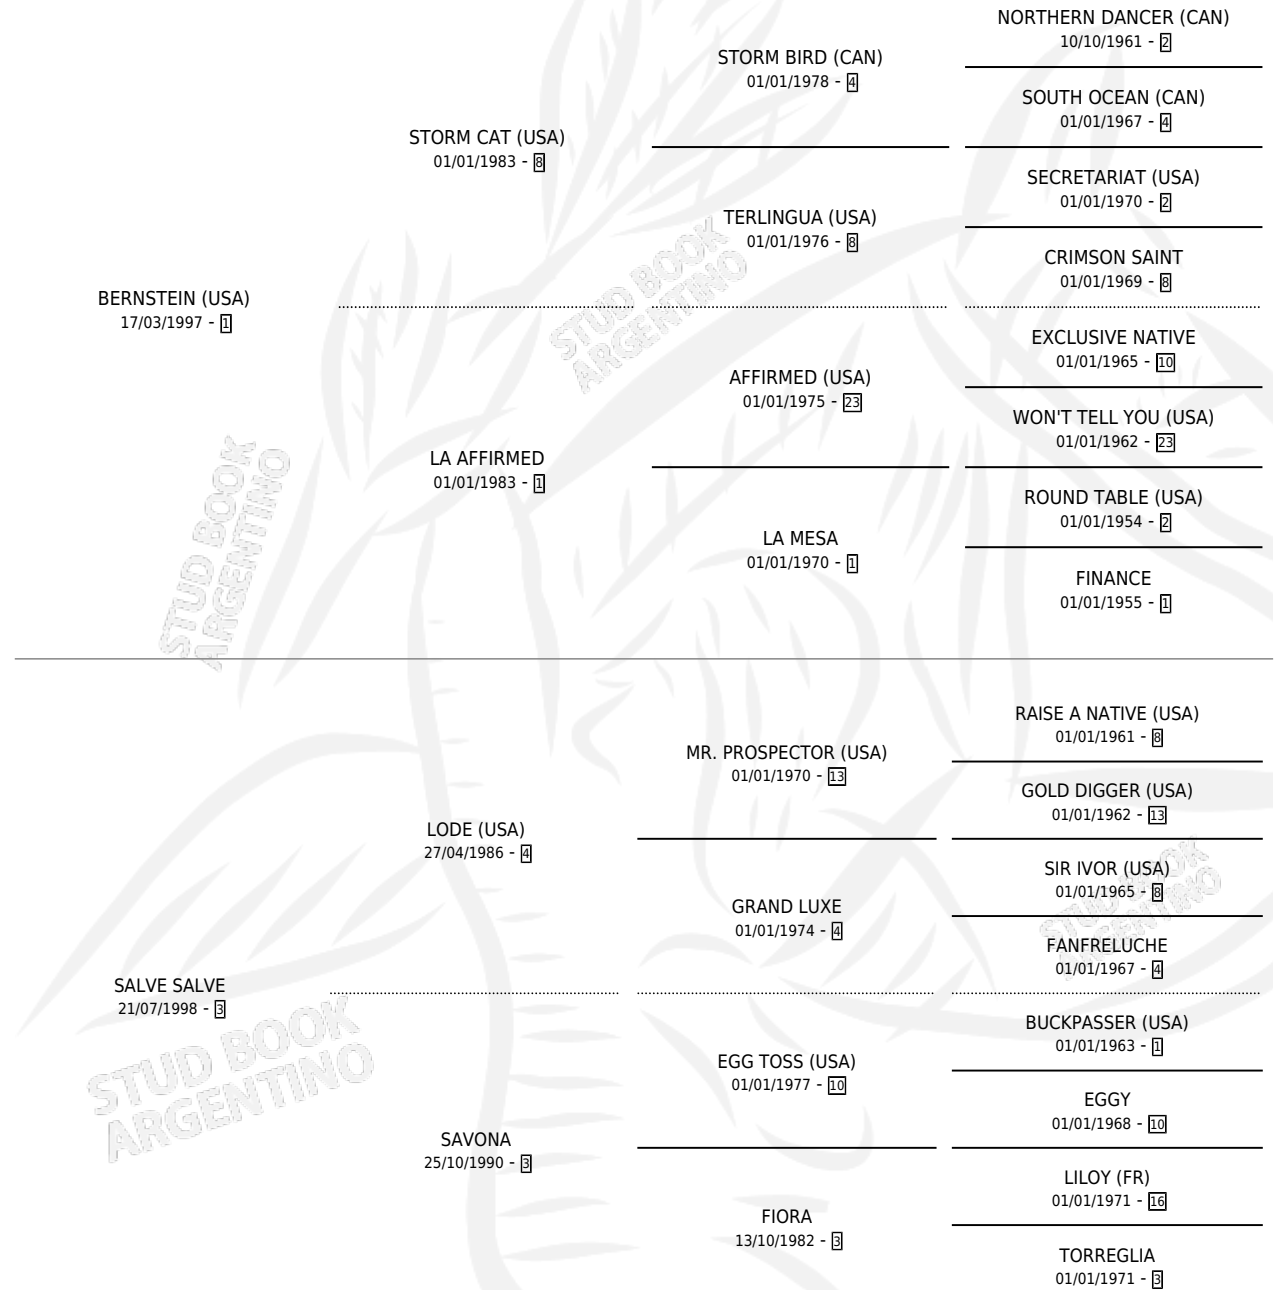 NORTHERN DANCER (CAN)
10/10/1961 - 2
STORM BIRD (CAN)
01/01/1978 - 4
SOUTH OCEAN (CAN)
01/01/1967 - 4
STORM CAT (USA)
01/01/1983 - 8
SECRETARIAT (USA)
01/01/1970 - 2
TERLINGUA (USA)
01/01/1976 - 8
CRIMSON SAINT
01/01/1969 - 8
BERNSTEIN (USA)
17/03/1997 - 1
EXCLUSIVE NATIVE
01/01/1965 - 10
AFFIRMED (USA)
01/01/1975 - 23
WON'T TELL YOU (USA)
01/01/1962 - 23
LA AFFIRMED
01/01/1983 - 1
ROUND TABLE (USA)
01/01/1954 - 2
LA MESA
01/01/1970 - 1
FINANCE
01/01/1955 - 1
RAISE A NATIVE (USA)
01/01/1961 - 8
MR. PROSPECTOR (USA)
01/01/1970 - 13
GOLD DIGGER (USA)
01/01/1962 - 13
LODE (USA)
27/04/1986 - 4
SIR IVOR (USA)
01/01/1965 - 8
GRAND LUXE
01/01/1974 - 4
FANFRELUCHE
01/01/1967 - 4
SALVE SALVE
21/07/1998 - 3
BUCKPASSER (USA)
01/01/1963 - 1
EGG TOSS (USA)
01/01/1977 - 10
EGGY
01/01/1968 - 10
SAVONA
25/10/1990 - 3
LILOY (FR)
01/01/1971 - 16
FIORA
13/10/1982 - 3
TORREGLIA
01/01/1971 - 3
STUD BOOK
ARGENTINO
STUD BOOK
ARGENTINO
STUD BOOK
ARGENTINO
STUD BOOK
ARGENTINO